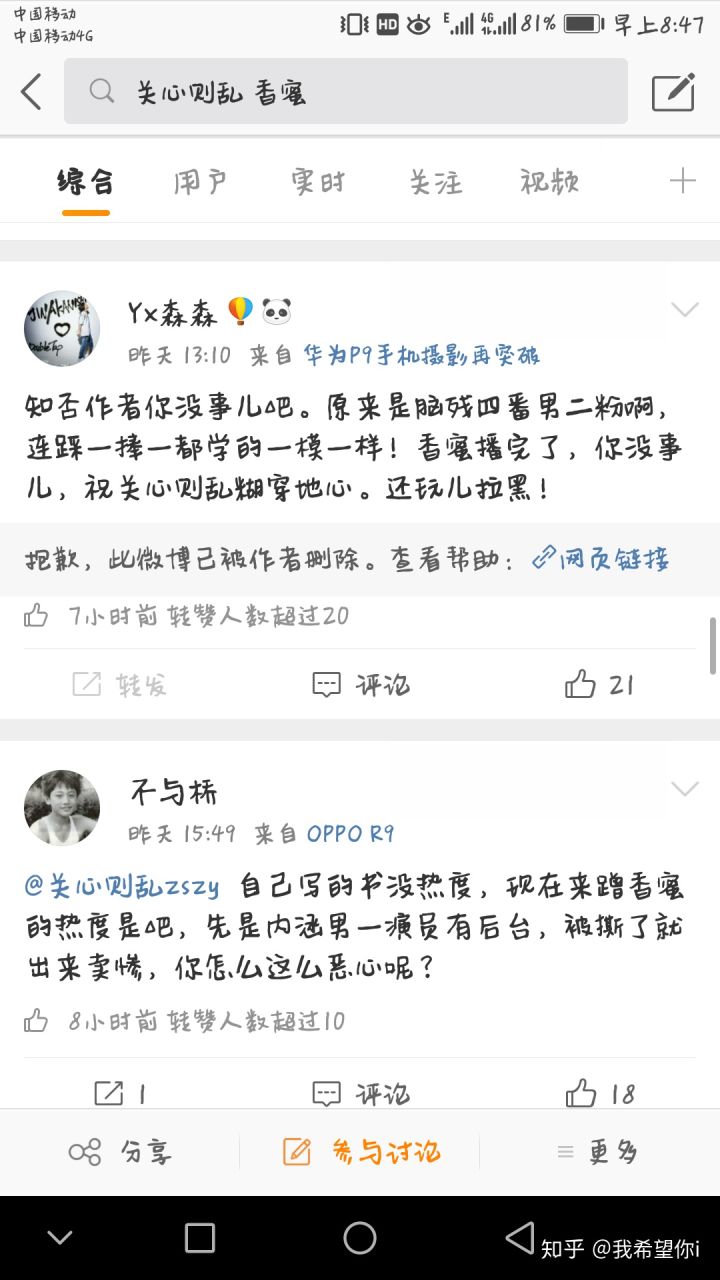 中国移动
中国移动4G
HD E 4G 81% 早上8:47
关心则乱 香蜜
综合 用户 实时 关注 视频
Yx森森
昨天 13:10 来自 华为P9手机摄影再突破
知否作者你没事儿吧。原来是脑残四番男二粉啊，
连踩一捧一都学的一模一样！香蜜播完了，你没事
儿，祝关心则乱糊穿地心。还玩儿拉黑！
抱歉，此微博已被作者删除。查看帮助：网页链接
7小时前 转赞人数超过20
转发 评论 21
不与桥
昨天 15:49 来自 OPPO R9
@关心则乱zszy 自己写的书没热度，现在来蹭香蜜
的热度是吧，先是内涵男一演员有后台，被撕了就
出来卖惨，你怎么这么恶心呢？
8小时前 转赞人数超过10
1 评论 18
分享 参与讨论 更多
知乎 @我希望你i